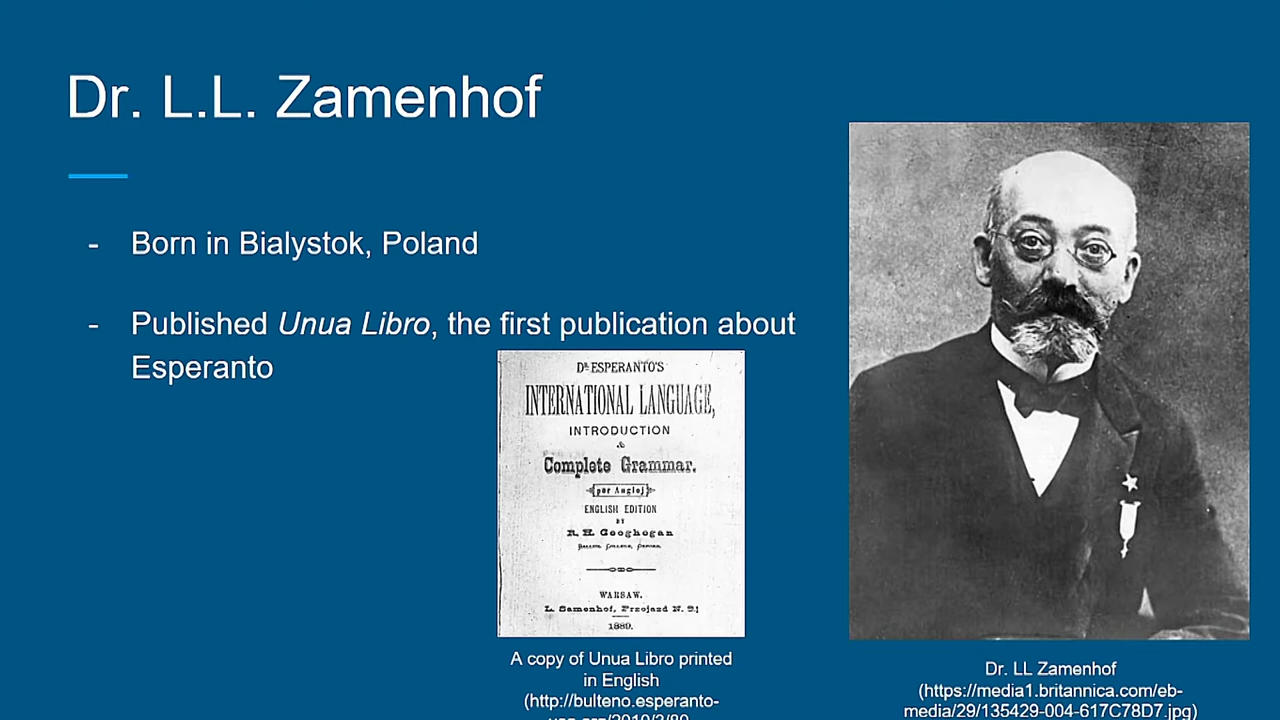 Dr. L.L. Zamenhof
- Born in Bialystok, Poland
- Published Unua Libro, the first publication about
Esperanto
DR. ESPERANTO'S
INTERNATIONAL LANGUAGE,
INTRODUCTION
&
Complete Grammar.
por Angloj
ENGLISH EDITION
BY
R. H. Geoghegan
WARSAW.
L. Samenhof, Przejazd N.
1889.
A copy of Unua Libro printed
in English
(http://bulteno.esperanto-
Dr. LL Zamenhof
(https://media1.britannica.com/eb-
media/29/135429-004-617C78D7.jpg)